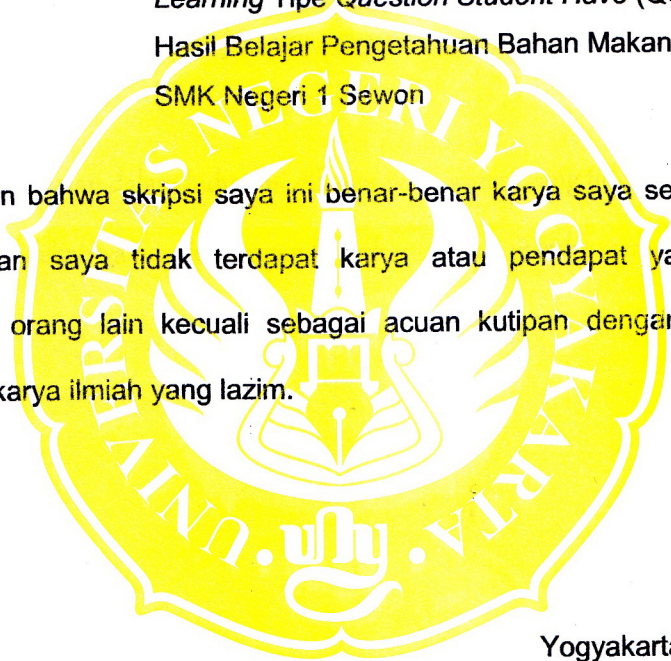 Learning Tipe Question Student Have (Q
Hasil Belajar Pengetahuan Bahan Makan
SMK Negeri 1 Sewon
n bahwa skripsi saya ini benar-benar karya saya se
an saya tidak terdapat karya atau pendapat ya
orang lain kecuali sebagai acuan kutipan dengan
karya ilmiah yang lazim.
UNIVERSITAS NEGERI YOGYAKARTA
uny
Yogyakarta